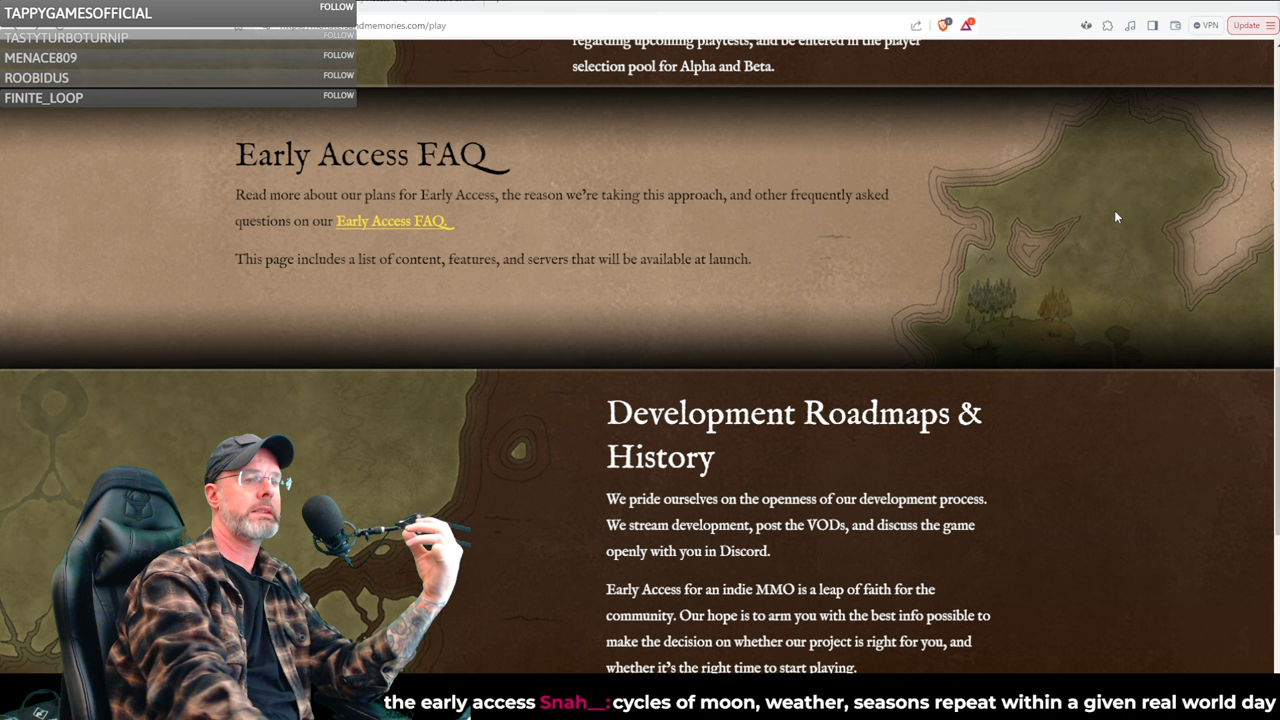 TAPPYGAMESOFFICIAL FOLLOW
TASTYTURBOTURNIP FOLLOW
MENACE809 FOLLOW
ROOBIDUS FOLLOW
FINITE_LOOP FOLLOW
ndmemories.com/play
VPN
Update
regarding upcoming playtests, and be entered in the player
selection pool for Alpha and Beta.
Early Access FAQ
Read more about our plans for Early Access, the reason we're taking this approach, and other frequently asked
questions on our Early Access FAQ
This page includes a list of content, features, and servers that will be available at launch.
Development Roadmaps &
History
We pride ourselves on the openness of our development process.
We stream development, post the VODs, and discuss the game
openly with you in Discord.
Early Access for an indie MMO is a leap of faith for the
community. Our hope is to arm you with the best info possible to
make the decision on whether our project is right for you, and
whether it's the right time to start playing.
the early access Snah__: cycles of moon, weather, seasons repeat within a given real world day